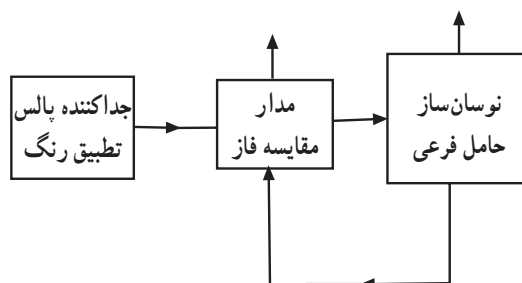 جداکننده پالس
تطبیق رنگ
مدار
مقایسه فاز
نوسان‌ساز
حامل فرعی